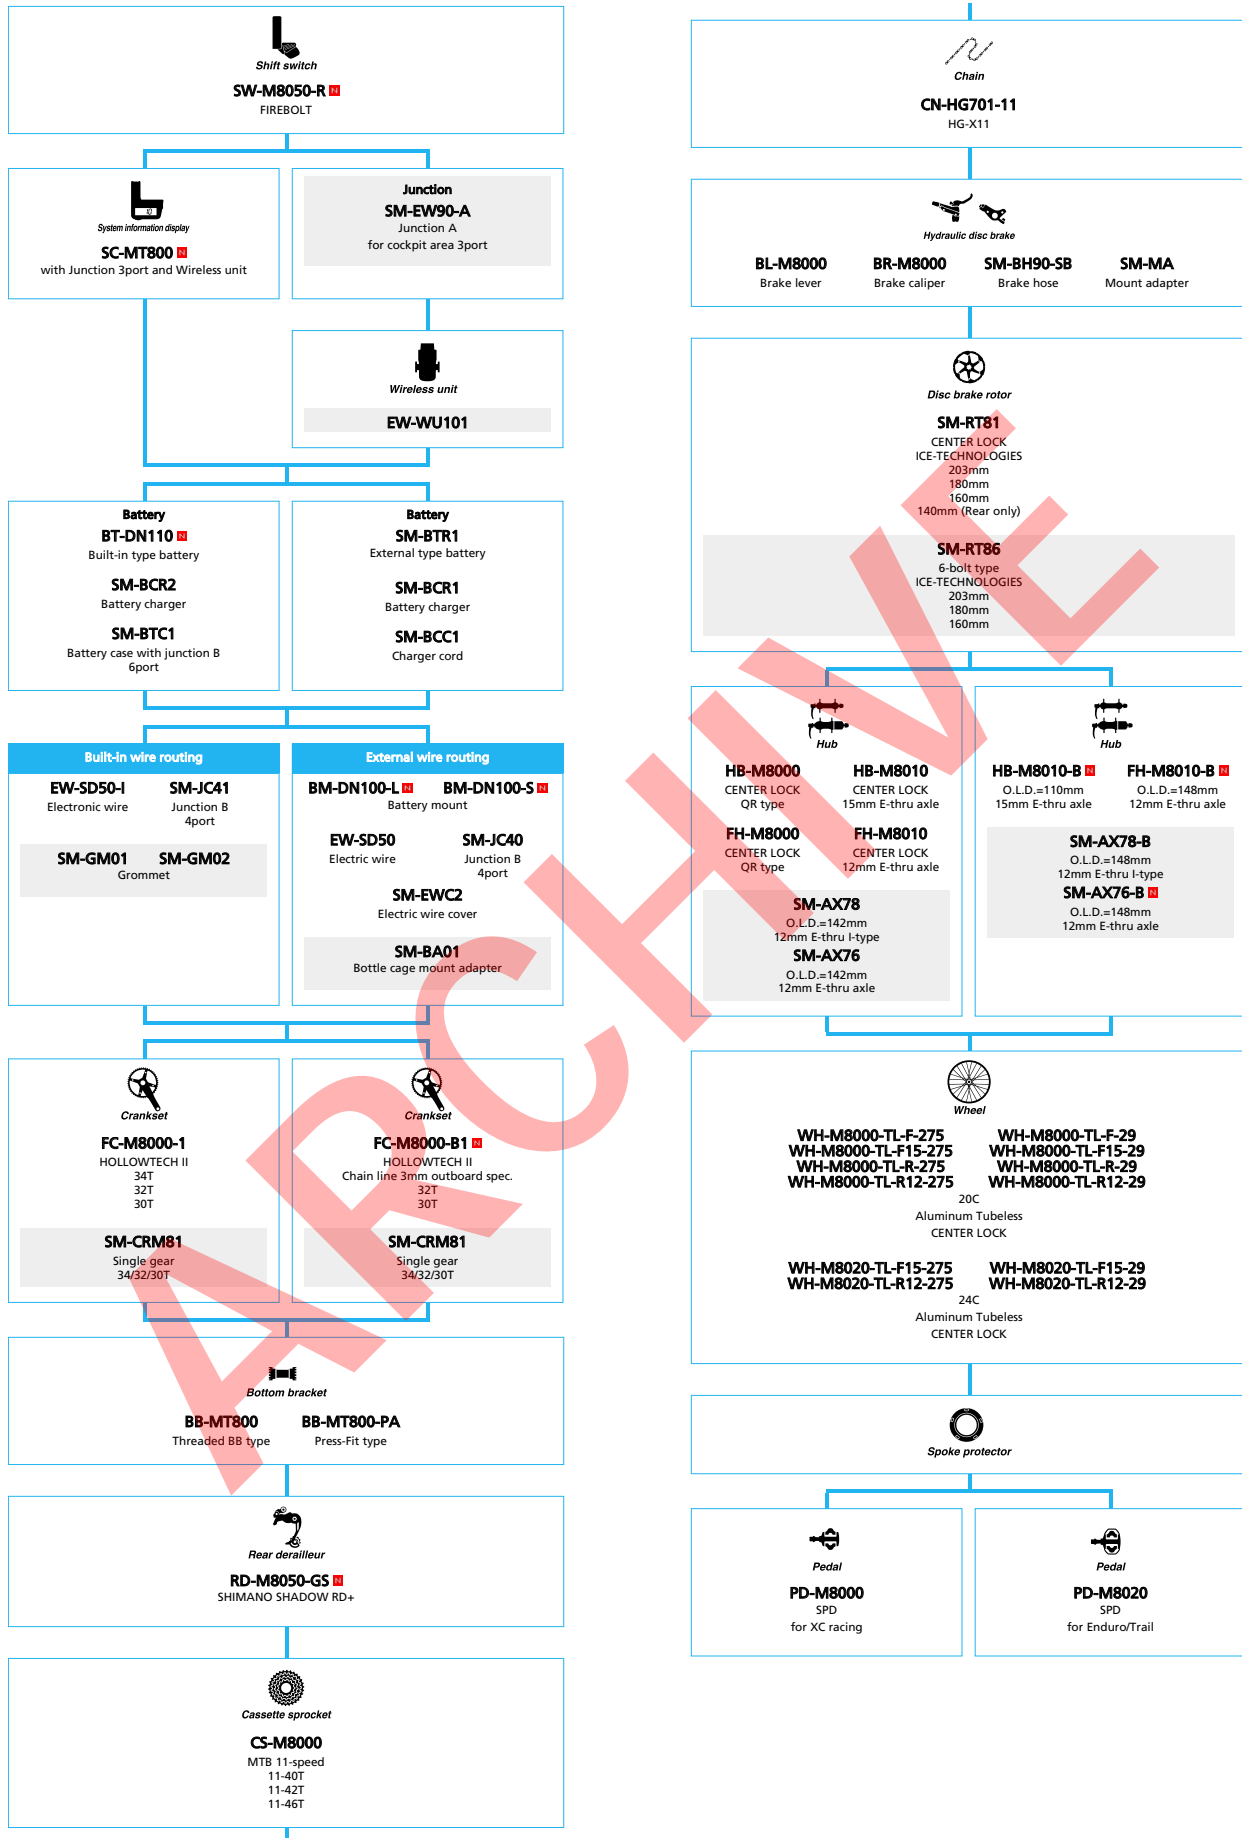 Shift switch
SW-M8050-R N
FIREBOLT
System information display
SC-MT800 N
with Junction 3port and Wireless unit
Junction
SM-EW90-A
Junction A
for cockpit area 3port
Wireless unit
EW-WU101
Battery
BT-DN110 N
Built-in type battery
SM-BCR2
Battery charger
SM-BTC1
Battery case with junction B
6port
Battery
SM-BTR1
External type battery
SM-BCR1
Battery charger
SM-BCC1
Charger cord
Built-in wire routing
EW-SD50-I SM-JC41
Electronic wire Junction B
4port
SM-GM01 SM-GM02
Grommet
External wire routing
BM-DN100-L N BM-DN100-S N
Battery mount
EW-SD50 SM-JC40
Electric wire Junction B
4port
SM-EWC2
Electric wire cover
SM-BA01
Bottle cage mount adapter
Crankset
FC-M8000-1
HOLLOWTECH II
34T
32T
30T
SM-CRM81
Single gear
34/32/30T
Crankset
FC-M8000-B1 N
HOLLOWTECH II
Chain line 3mm outboard spec.
32T
30T
SM-CRM81
Single gear
34/32/30T
Bottom bracket
BB-MT800 BB-MT800-PA
Threaded BB type Press-Fit type
Rear derailleur
RD-M8050-GS N
SHIMANO SHADOW RD+
Cassette sprocket
CS-M8000
MTB 11-speed
11-40T
11-42T
11-46T
Chain
CN-HG701-11
HG-X11
Hydraulic disc brake
BL-M8000 BR-M8000 SM-BH90-SB SM-MA
Brake lever Brake caliper Brake hose Mount adapter
Disc brake rotor
SM-RT81
CENTER LOCK
ICE-TECHNOLOGIES
203mm
180mm
160mm
140mm (Rear only)
SM-RT86
6-bolt type
ICE-TECHNOLOGIES
203mm
180mm
160mm
Hub
HB-M8000 HB-M8010
CENTER LOCK CENTER LOCK
QR type 15mm E-thru axle
FH-M8000 FH-M8010
CENTER LOCK CENTER LOCK
QR type 12mm E-thru axle
SM-AX78
O.L.D.=142mm
12mm E-thru I-type
SM-AX76
O.L.D.=142mm
12mm E-thru axle
Hub
HB-M8010-B N FH-M8010-B N
O.L.D.=110mm O.L.D.=148mm
15mm E-thru axle 12mm E-thru axle
SM-AX78-B
O.L.D.=148mm
12mm E-thru I-type
SM-AX76-B N
O.L.D.=148mm
12mm E-thru axle
Wheel
WH-M8000-TL-F-275 WH-M8000-TL-F-29
WH-M8000-TL-F15-275 WH-M8000-TL-F15-29
WH-M8000-TL-R-275 WH-M8000-TL-R-29
WH-M8000-TL-R12-275 WH-M8000-TL-R12-29
20C
Aluminum Tubeless
CENTER LOCK
WH-M8020-TL-F15-275 WH-M8020-TL-F15-29
WH-M8020-TL-R12-275 WH-M8020-TL-R12-29
24C
Aluminum Tubeless
CENTER LOCK
Spoke protector
Pedal
PD-M8000
SPD
for XC racing
Pedal
PD-M8020
SPD
for Enduro/Trail
ARCHIVE